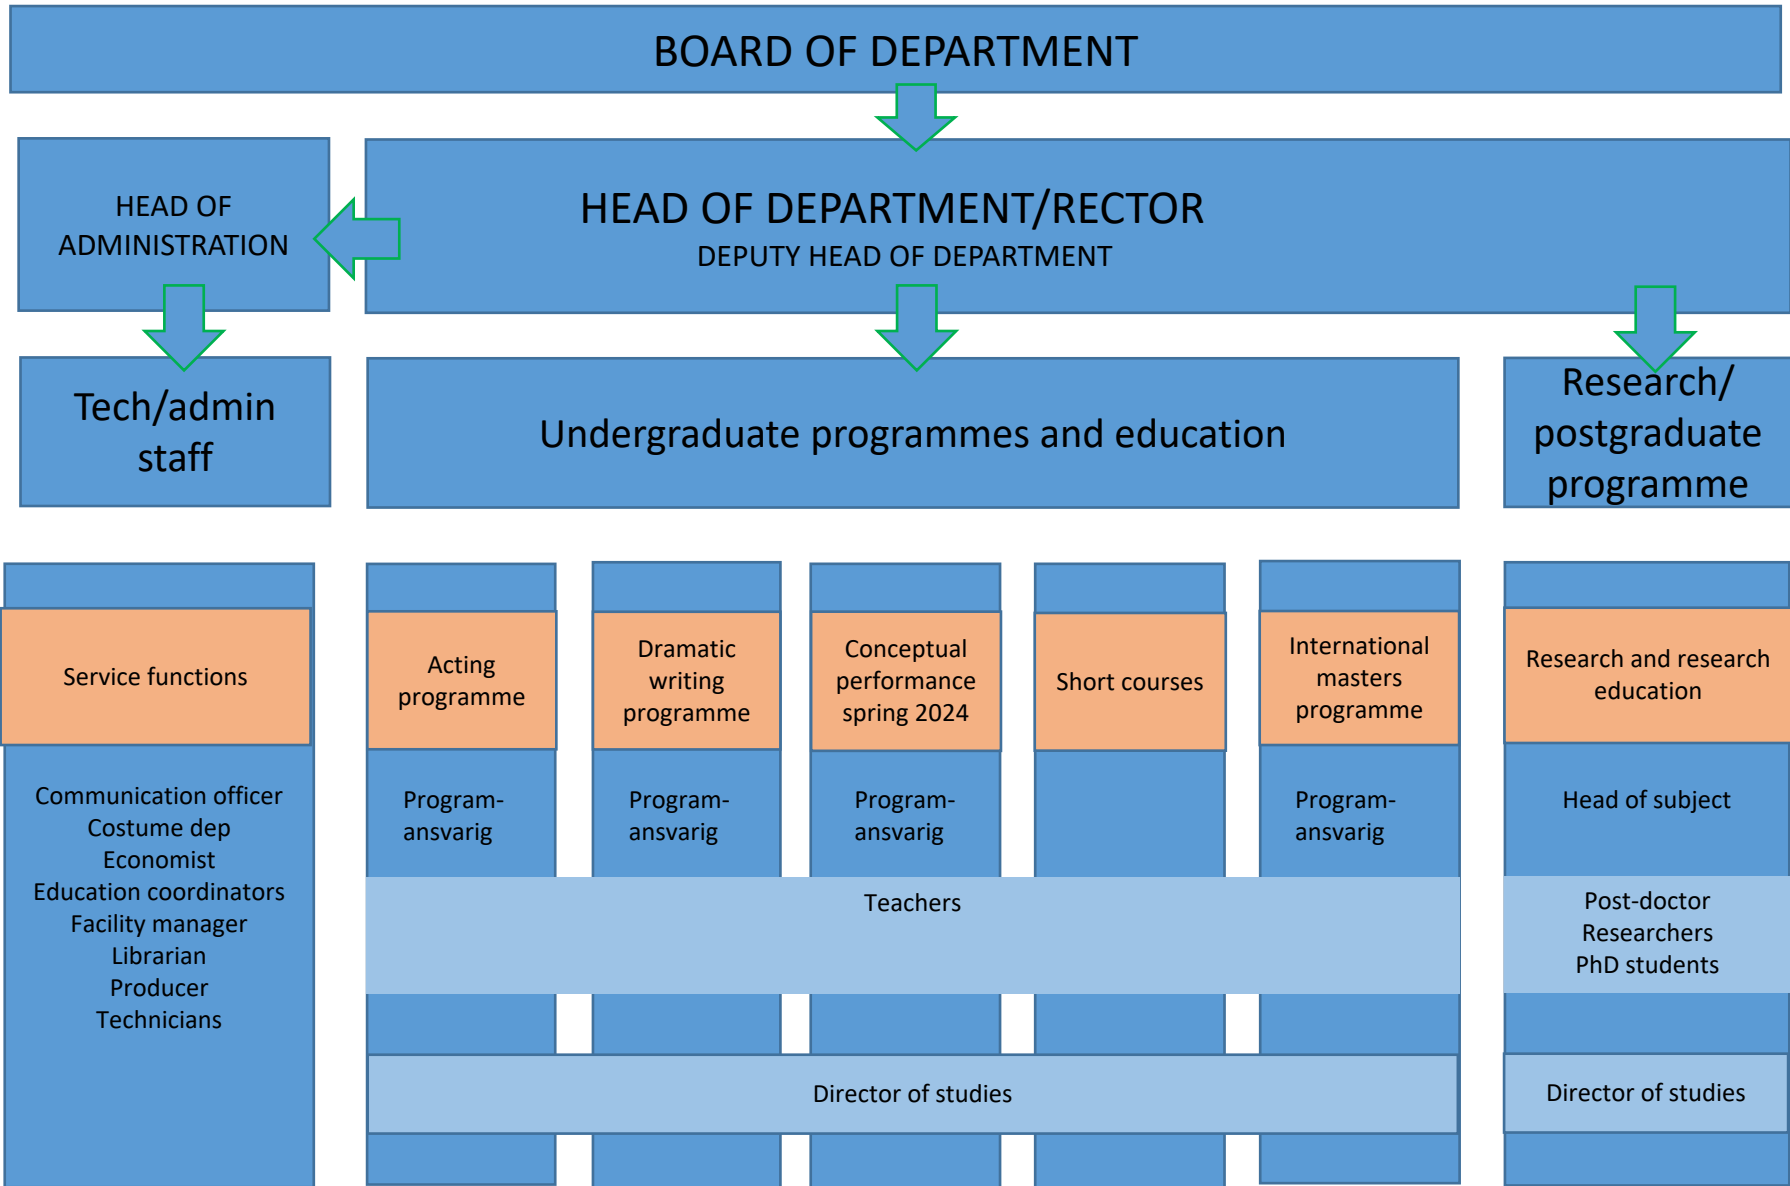 BOARD OF DEPARTMENT
HEAD OF
ADMINISTRATION
HEAD OF DEPARTMENT/RECTOR
DEPUTY HEAD OF DEPARTMENT
Tech/admin
staff
Undergraduate programmes and education
Research/
postgraduate
programme
Service functions
Acting
programme
Dramatic
writing
programme
Conceptual
performance
spring 2024
Short courses
International
masters
programme
Research and research
education
Communication officer
Costume dep
Economist
Education coordinators
Facility manager
Librarian
Producer
Technicians
Program-
ansvarig
Program-
ansvarig
Program-
ansvarig
Program-
ansvarig
Head of subject
Teachers
Post-doctor
Researchers
PhD students
Director of studies
Director of studies